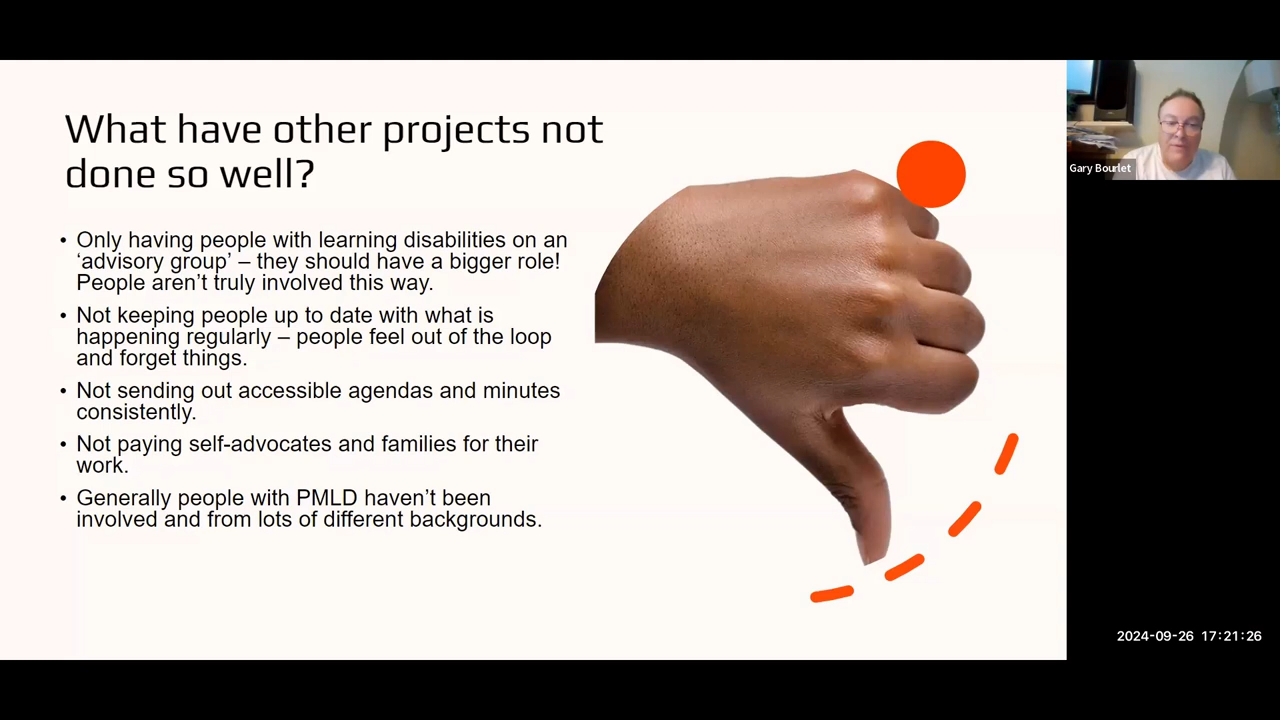 What have other projects not
done so well?
• Only having people with learning disabilities on an
‘advisory group’ – they should have a bigger role!
People aren’t truly involved this way.
• Not keeping people up to date with what is
happening regularly – people feel out of the loop
and forget things.
• Not sending out accessible agendas and minutes
consistently.
• Not paying self-advocates and families for their
work.
• Generally people with PMLD haven’t been
involved and from lots of different backgrounds.
Gary Bourlet
2024-09-26 17:21:26